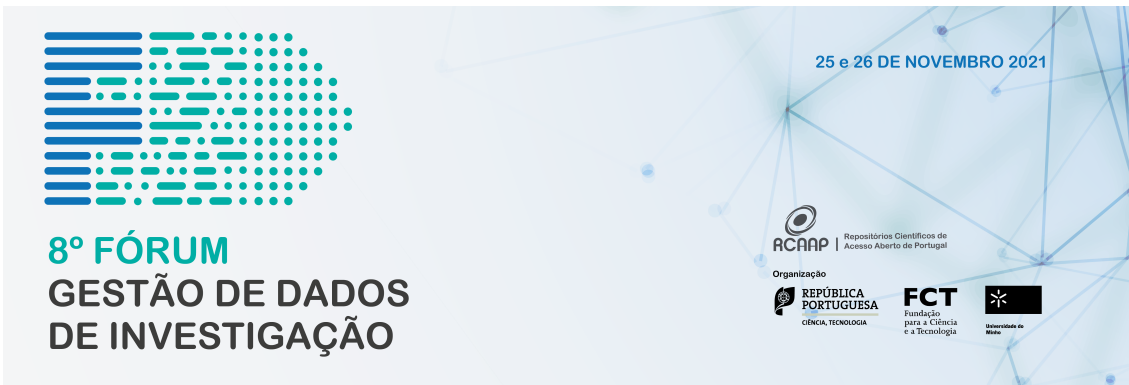 25 e 26 DE NOVEMBRO 2021
8º FÓRUM
GESTÃO DE DADOS
DE INVESTIGAÇÃO
RCAAP
Repositórios Científicos de
Acesso Aberto de Portugal
Organização
REPÚBLICA
PORTUGUESA
CIÊNCIA, TECNOLOGIA
FCT
Fundação
para a Ciência
e a Tecnologia
Universidade do
Minho